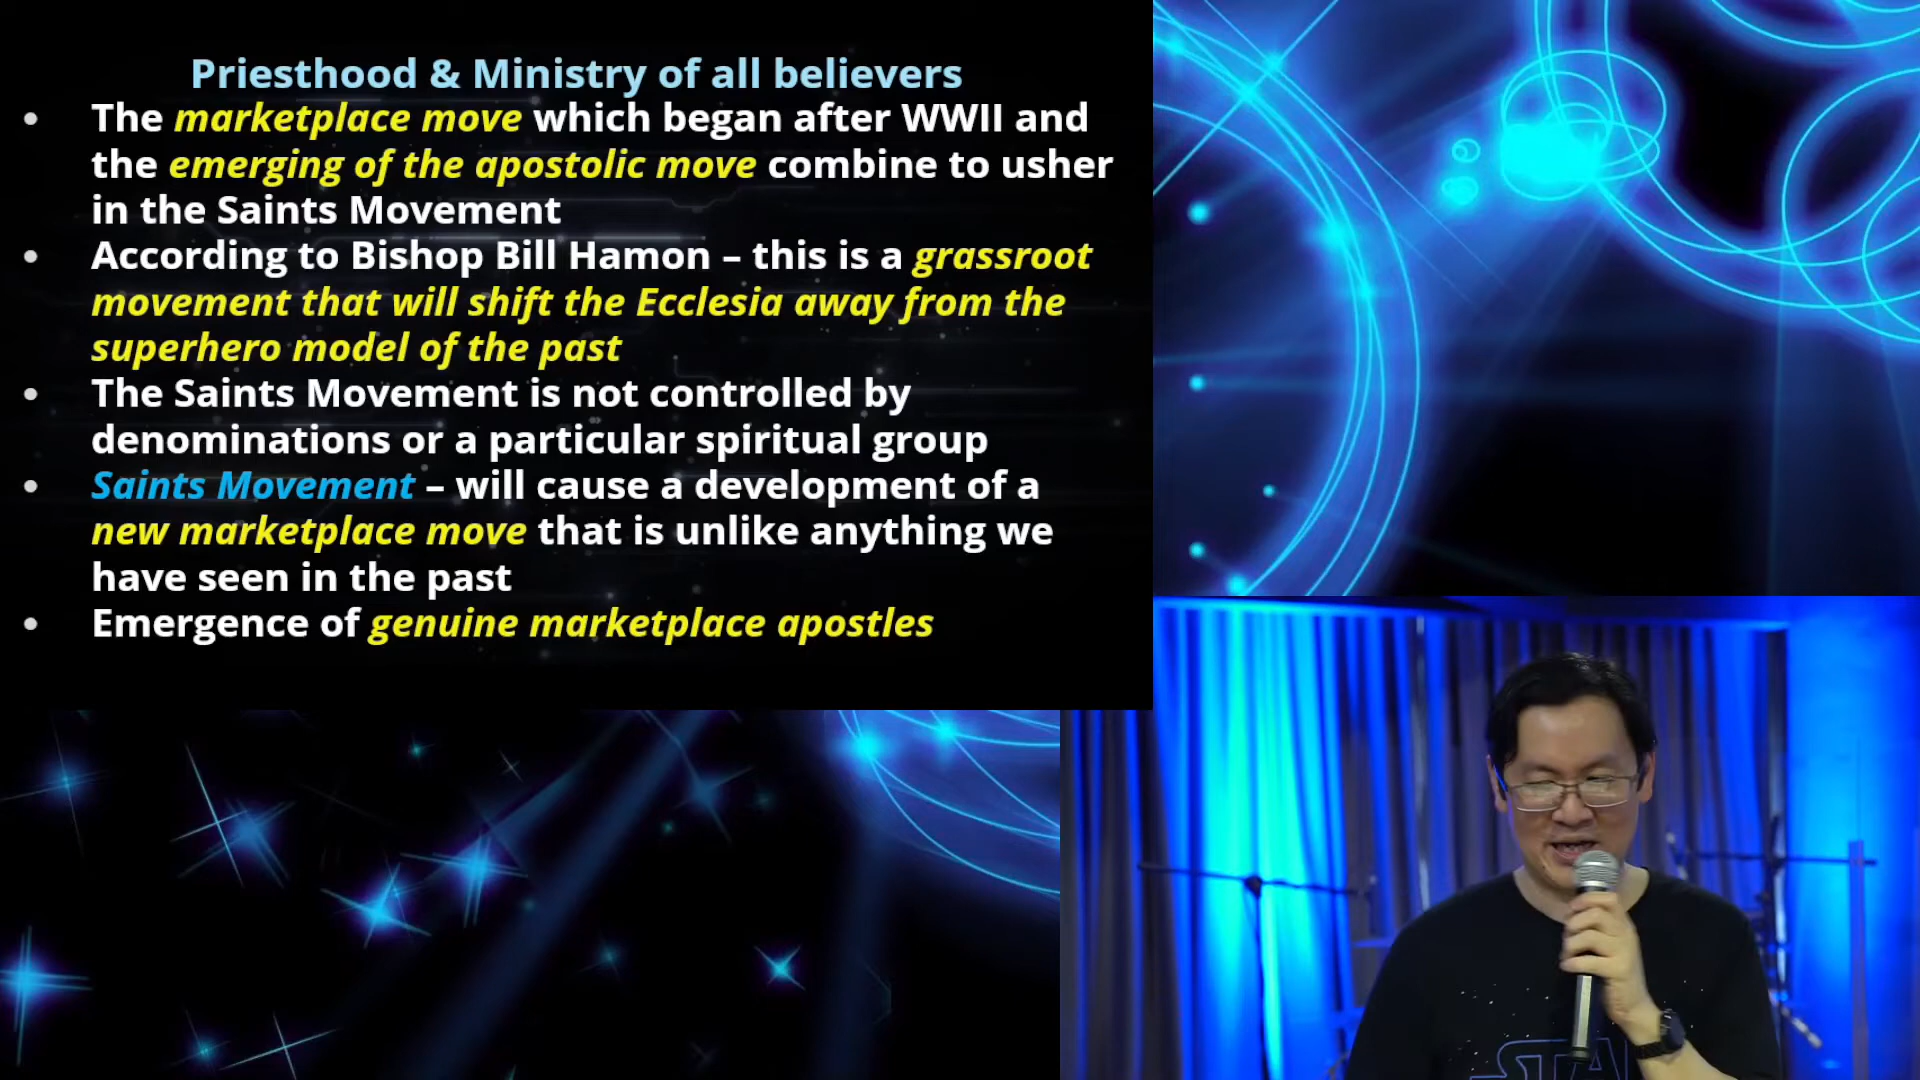 Priesthood & Ministry of all believers
• The marketplace move which began after WWII and
the emerging of the apostolic move combine to usher
in the Saints Movement
• According to Bishop Bill Hamon – this is a grassroot
movement that will shift the Ecclesia away from the
superhero model of the past
• The Saints Movement is not controlled by
denominations or a particular spiritual group
• Saints Movement – will cause a development of a
new marketplace move that is unlike anything we
have seen in the past
• Emergence of genuine marketplace apostles
STA